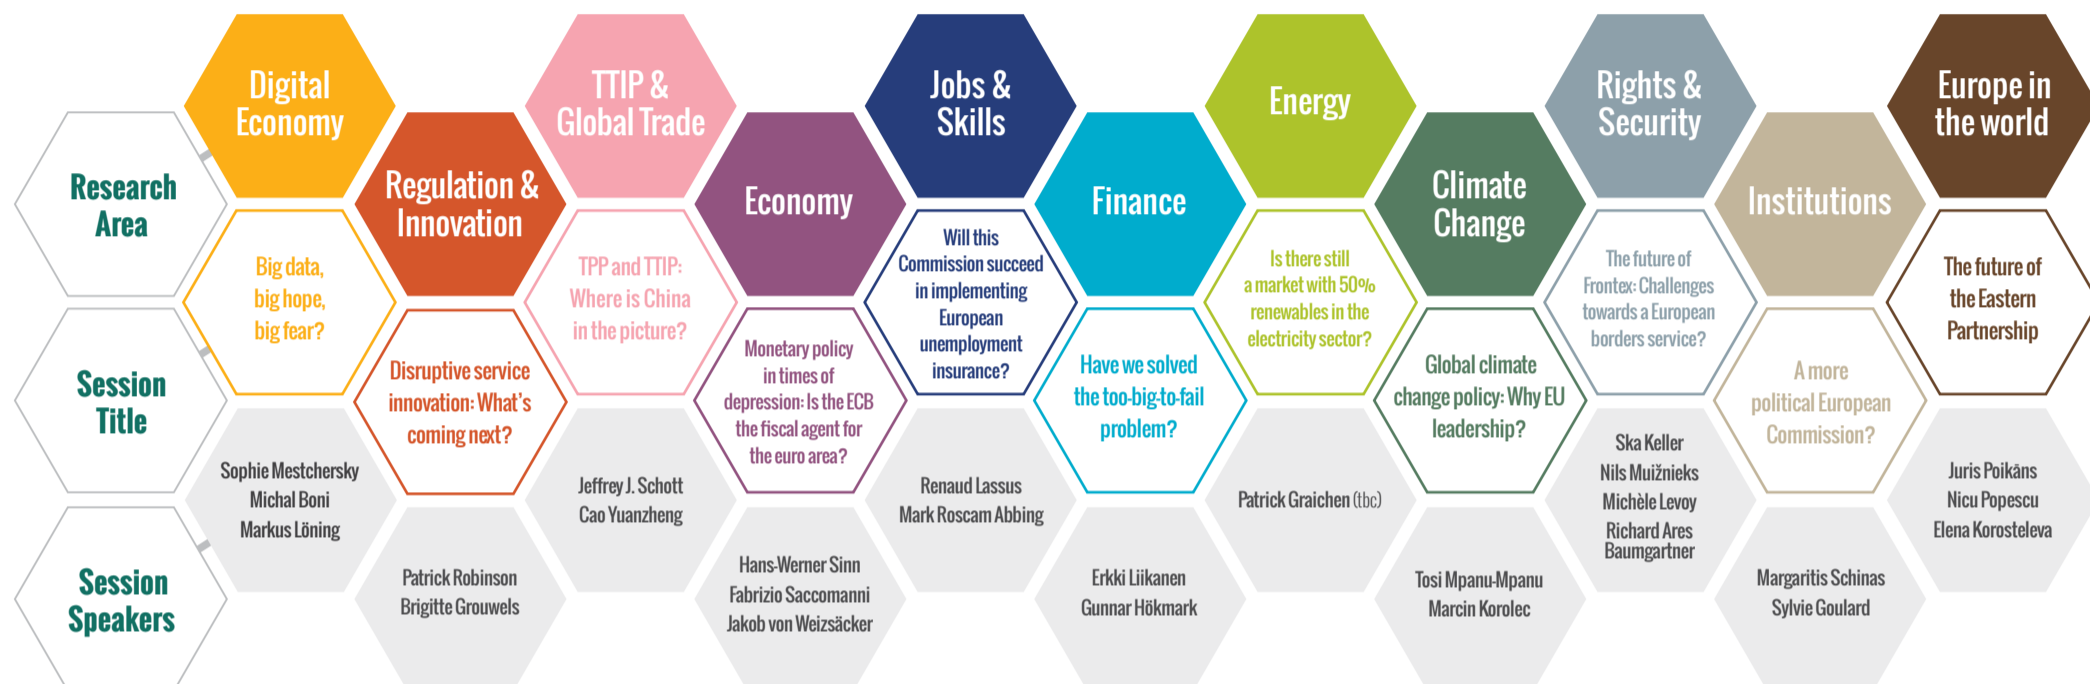 Research
Area
Session
Title
Session
Speakers
Digital
Economy
Big data,
big hope,
big fear?
Sophie Mestchersky
Michal Boni
Markus Löning
Regulation &
Innovation
Disruptive service
innovation: What's
coming next?
Patrick Robinson
Brigitte Grouwels
TTIP &
Global Trade
TPP and TTIP:
Where is China
in the picture?
Jeffrey J. Schott
Cao Yuanzheng
Economy
Monetary policy
in times of
depression: Is the ECB
the fiscal agent for
the euro area?
Hans-Werner Sinn
Fabrizio Saccomanni
Jakob von Weizsäcker
Jobs &
Skills
Will this
Commission succeed
in implementing
European
unemployment
insurance?
Renaud Lassus
Mark Roscam Abbing
Finance
Have we solved
the too-big-to-fail
problem?
Erkki Liikanen
Gunnar Hökmark
Energy
Is there still
a market with 50%
renewables in the
electricity sector?
Patrick Graichen (tbc)
Climate
Change
Global climate
change policy: Why EU
leadership?
Tosi Mpanu-Mpanu
Marcin Korolec
Rights &
Security
The future of
Frontex: Challenges
towards a European
borders service?
Ska Keller
Nils Muižnieks
Michèle Levoy
Richard Ares
Baumgartner
Institutions
A more
political European
Commission?
Margaritis Schinas
Sylvie Goulard
Europe in
the world
The future of
the Eastern
Partnership
Juris Poikāns
Nicu Popescu
Elena Korosteleva